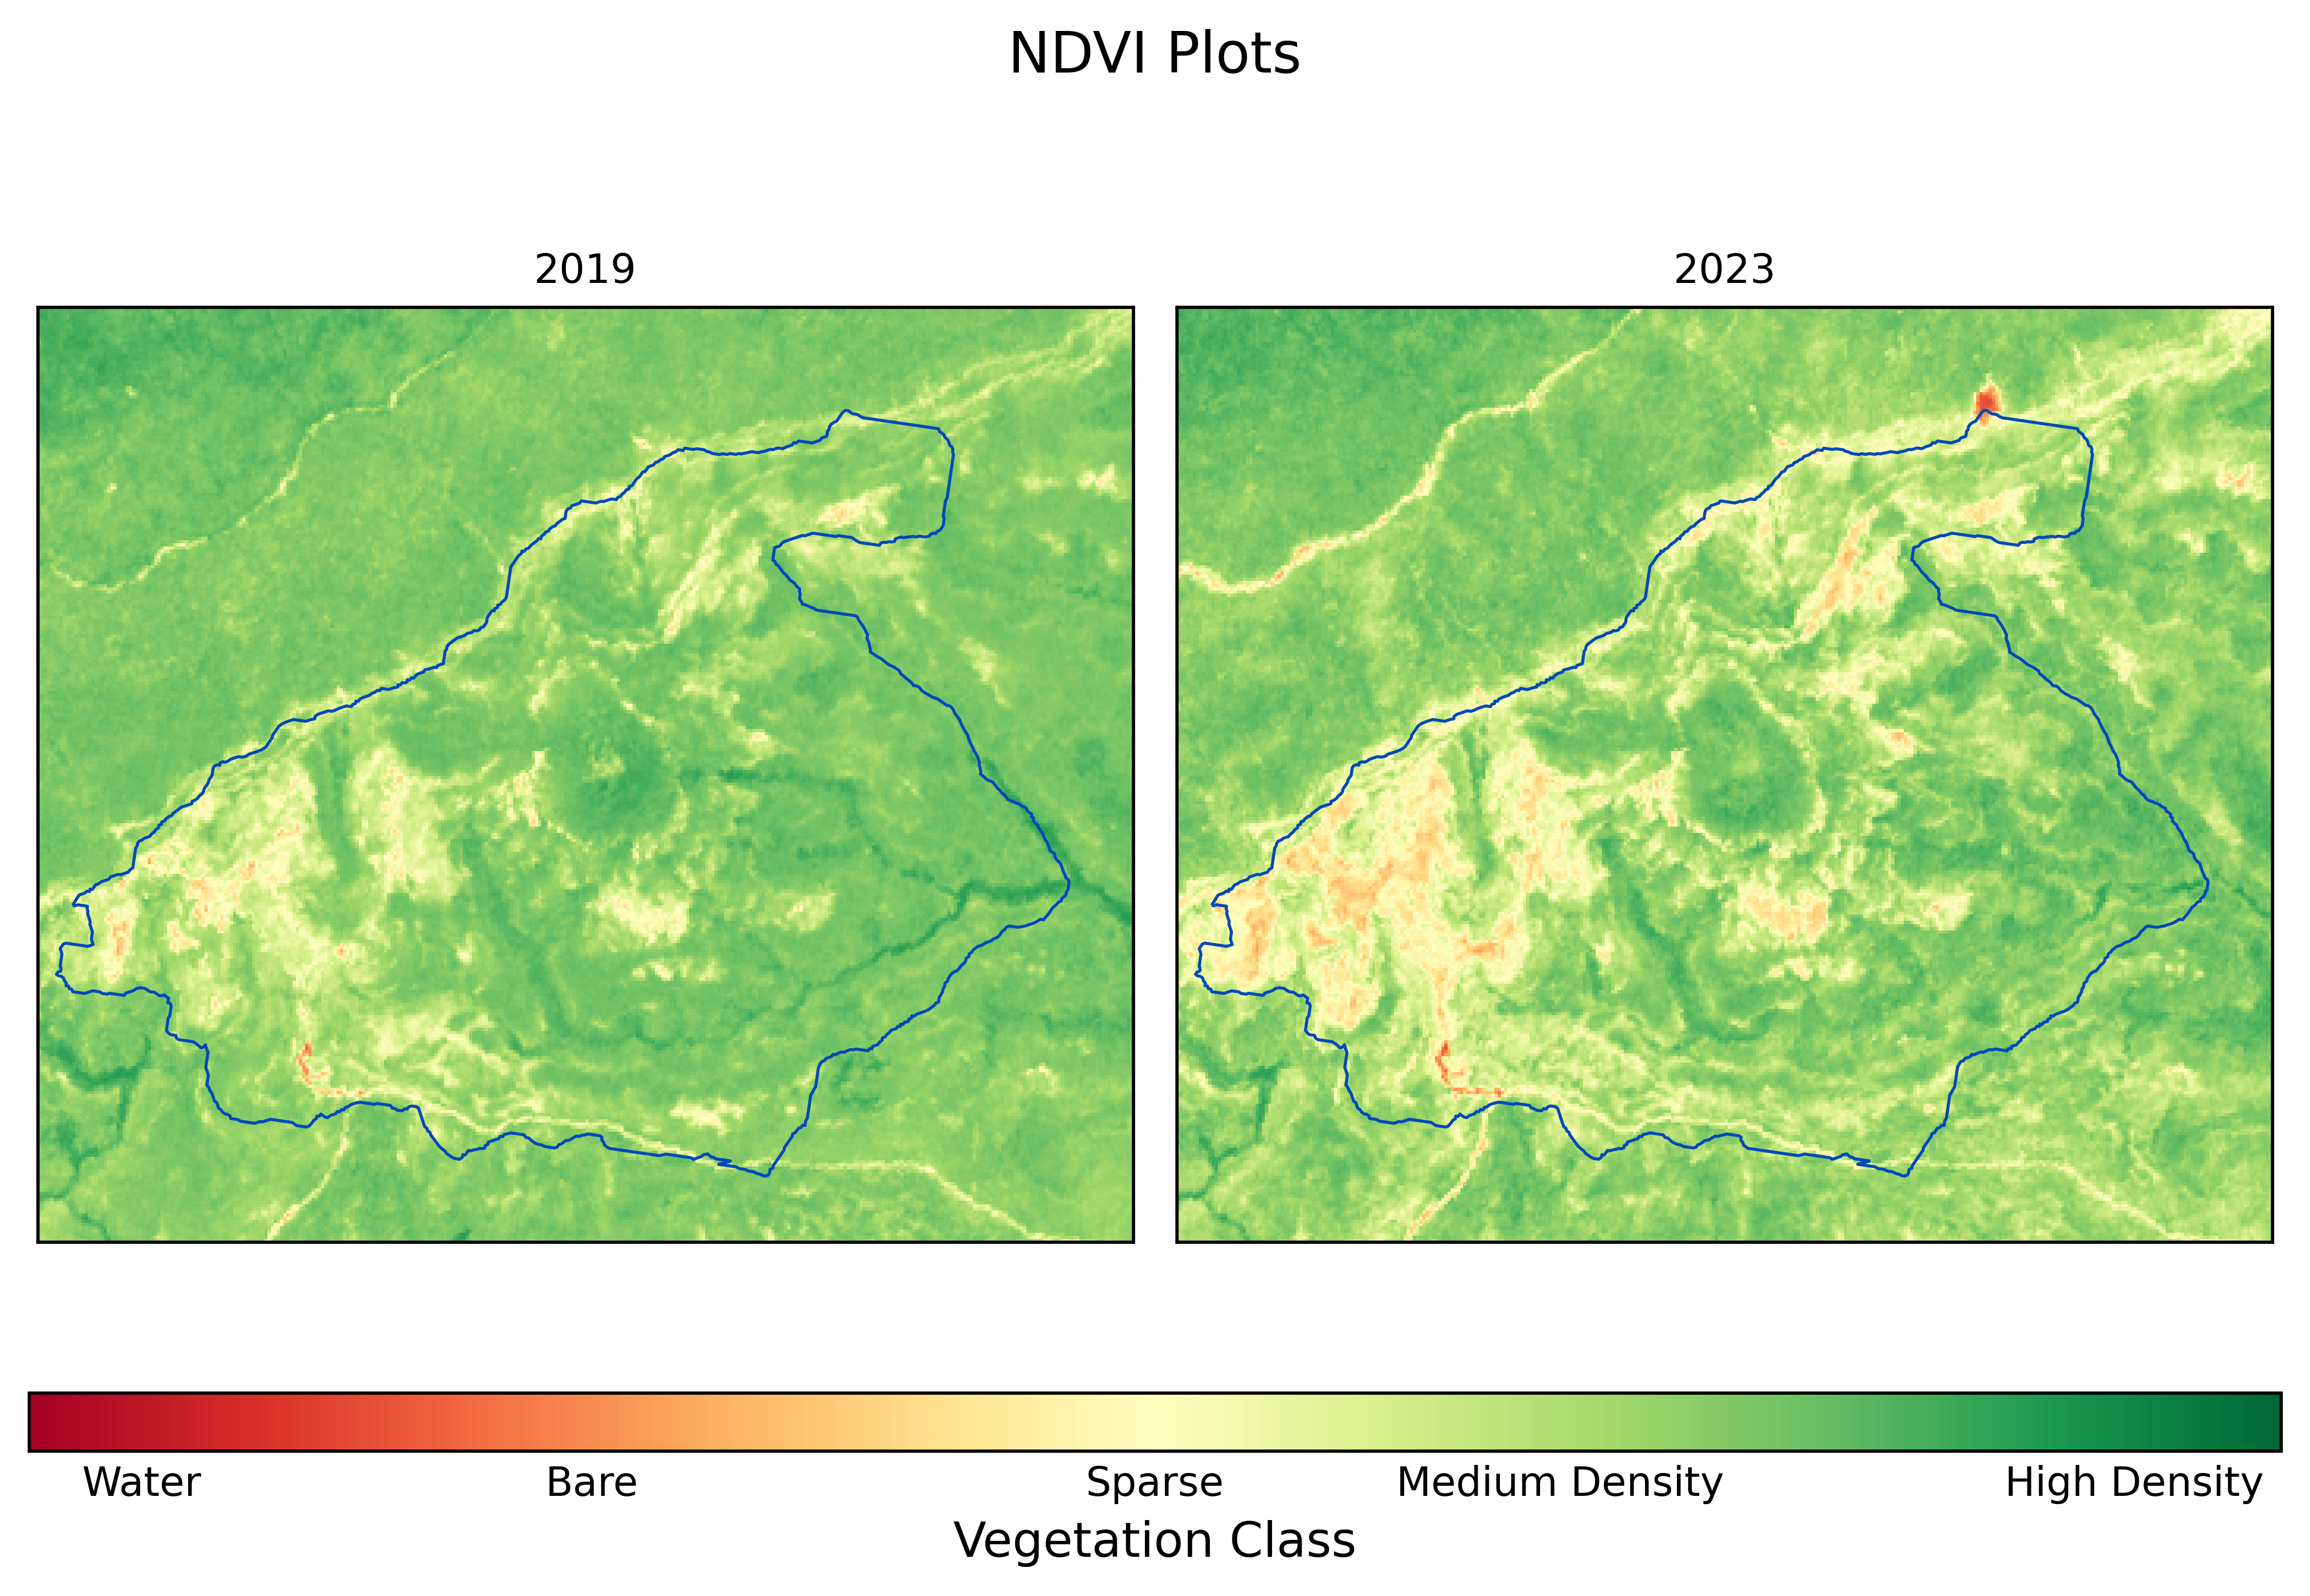 NDVI Plots
2019
2023
Water
Bare
Sparse
Medium Density
High Density
Vegetation Class